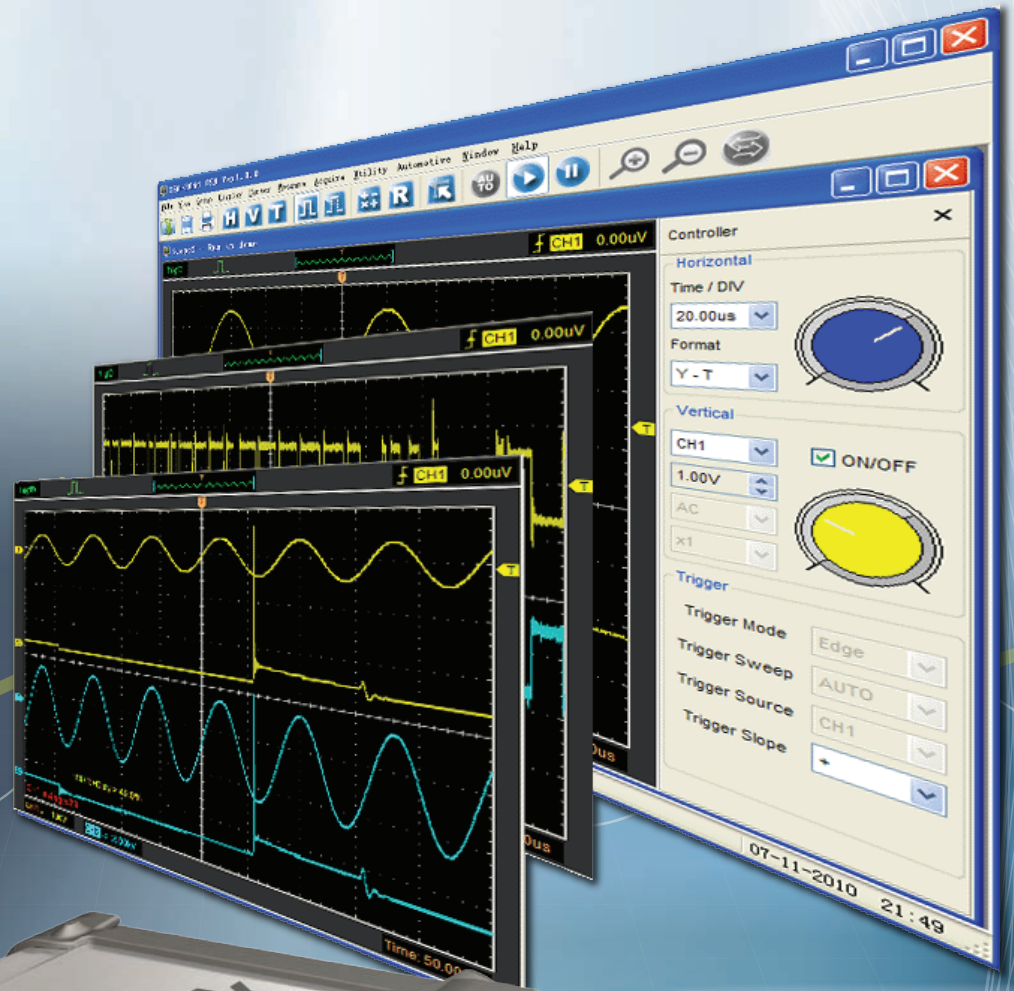 Utility Automotive Window Help
H V T R AUTO
CH1 0.00uV
Controller
Horizontal
Time / DIV
20.00us
Format
Y - T
Vertical
CH1
ON/OFF
1.00V
AC
x1
Trigger
Trigger Mode
Edge
Trigger Sweep
AUTO
Trigger Source
CH1
Trigger Slope
+
T
CH1 0.00uV
T
CH1 0.00uV
T
Time: 50.00
0us
0us
07-11-2010 21:49